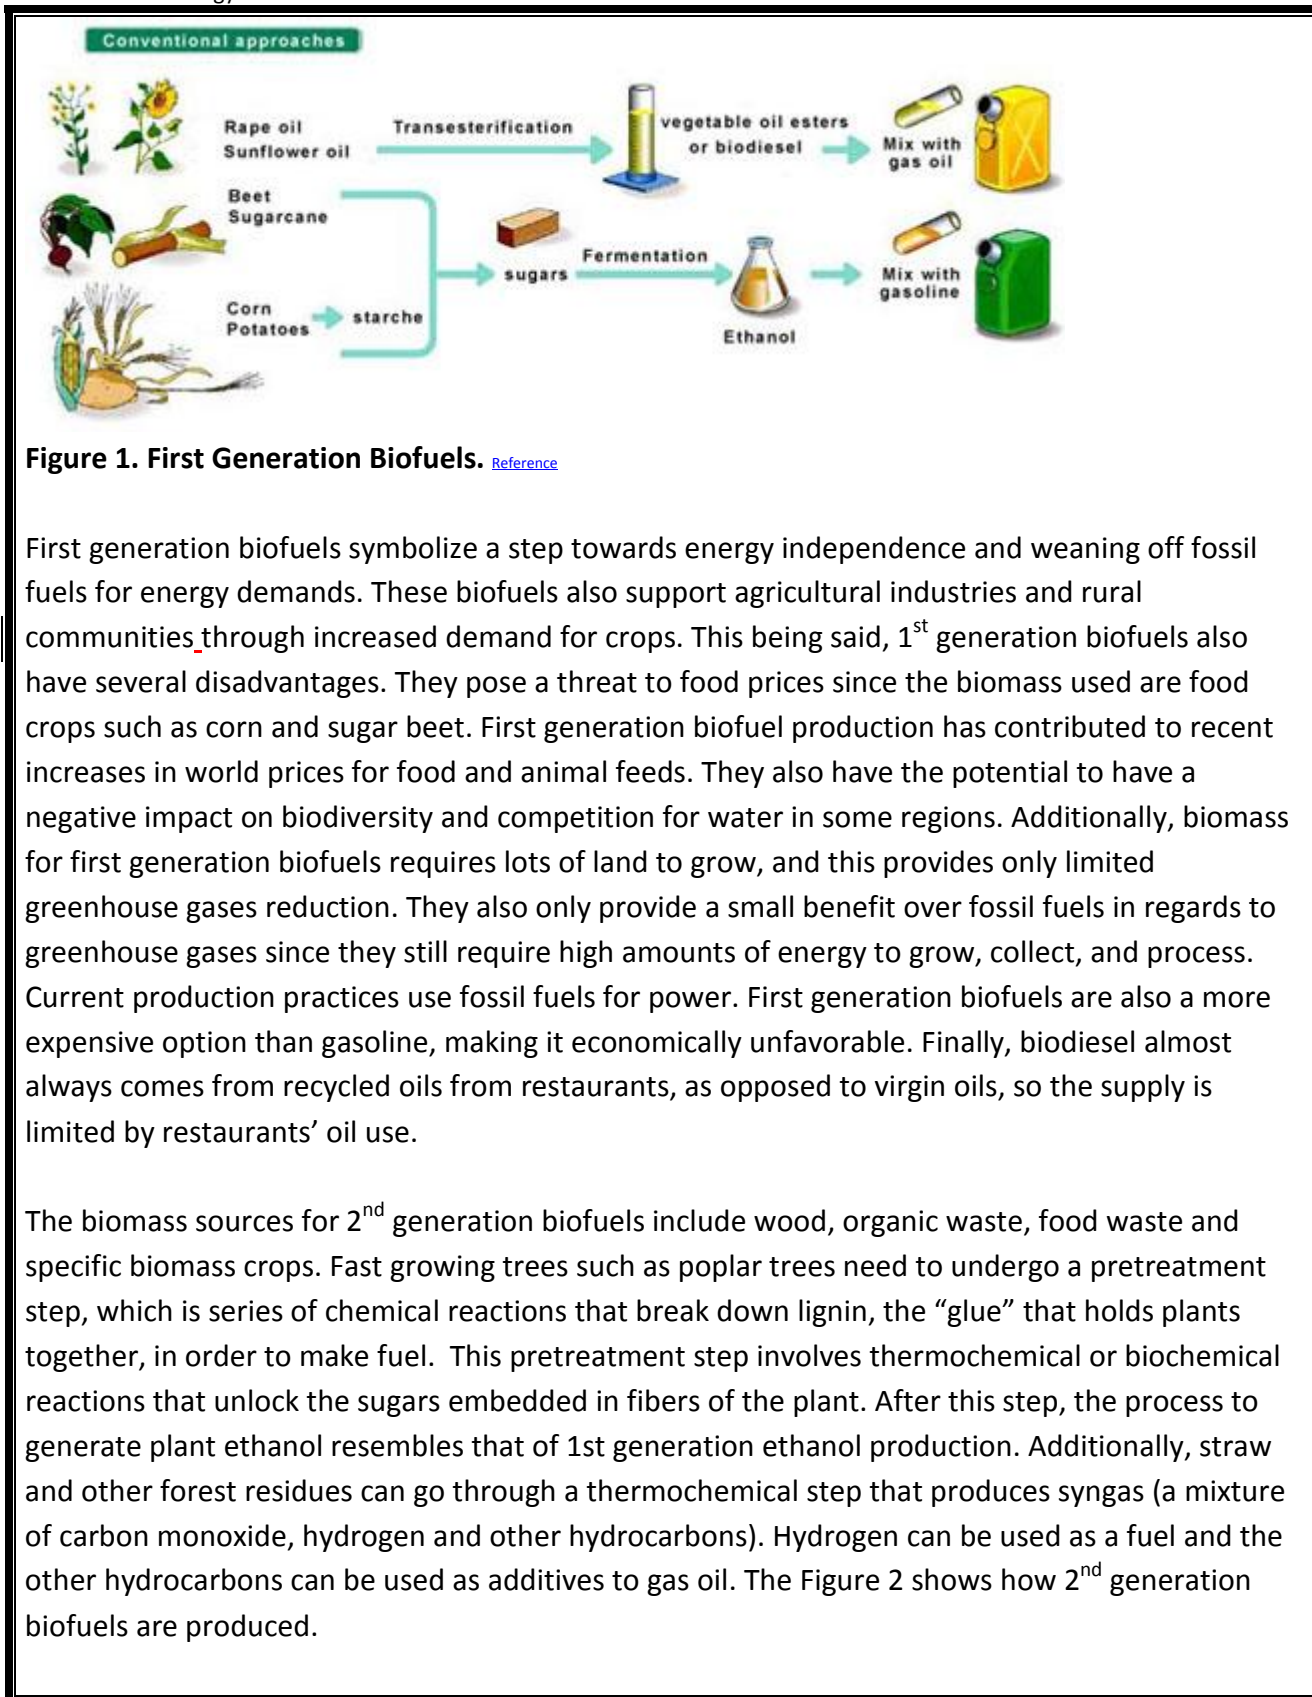 Conventional approaches
Rape oil
Sunflower oil
Transesterification
vegetable oil esters
or biodiesel
Mix with
gas oil
Beet
Sugarcane
sugars
Fermentation
Ethanol
Mix with
gasoline
Corn
Potatoes
starche
Figure 1. First Generation Biofuels. Reference
First generation biofuels symbolize a step towards energy independence and weaning off fossil
fuels for energy demands. These biofuels also support agricultural industries and rural
communities through increased demand for crops. This being said, 1st generation biofuels also
have several disadvantages. They pose a threat to food prices since the biomass used are food
crops such as corn and sugar beet. First generation biofuel production has contributed to recent
increases in world prices for food and animal feeds. They also have the potential to have a
negative impact on biodiversity and competition for water in some regions. Additionally, biomass
for first generation biofuels requires lots of land to grow, and this provides only limited
greenhouse gases reduction. They also only provide a small benefit over fossil fuels in regards to
greenhouse gases since they still require high amounts of energy to grow, collect, and process.
Current production practices use fossil fuels for power. First generation biofuels are also a more
expensive option than gasoline, making it economically unfavorable. Finally, biodiesel almost
always comes from recycled oils from restaurants, as opposed to virgin oils, so the supply is
limited by restaurants’ oil use.
The biomass sources for 2nd generation biofuels include wood, organic waste, food waste and
specific biomass crops. Fast growing trees such as poplar trees need to undergo a pretreatment
step, which is series of chemical reactions that break down lignin, the “glue” that holds plants
together, in order to make fuel.  This pretreatment step involves thermochemical or biochemical
reactions that unlock the sugars embedded in fibers of the plant. After this step, the process to
generate plant ethanol resembles that of 1st generation ethanol production. Additionally, straw
and other forest residues can go through a thermochemical step that produces syngas (a mixture
of carbon monoxide, hydrogen and other hydrocarbons). Hydrogen can be used as a fuel and the
other hydrocarbons can be used as additives to gas oil. The Figure 2 shows how 2nd generation
biofuels are produced.